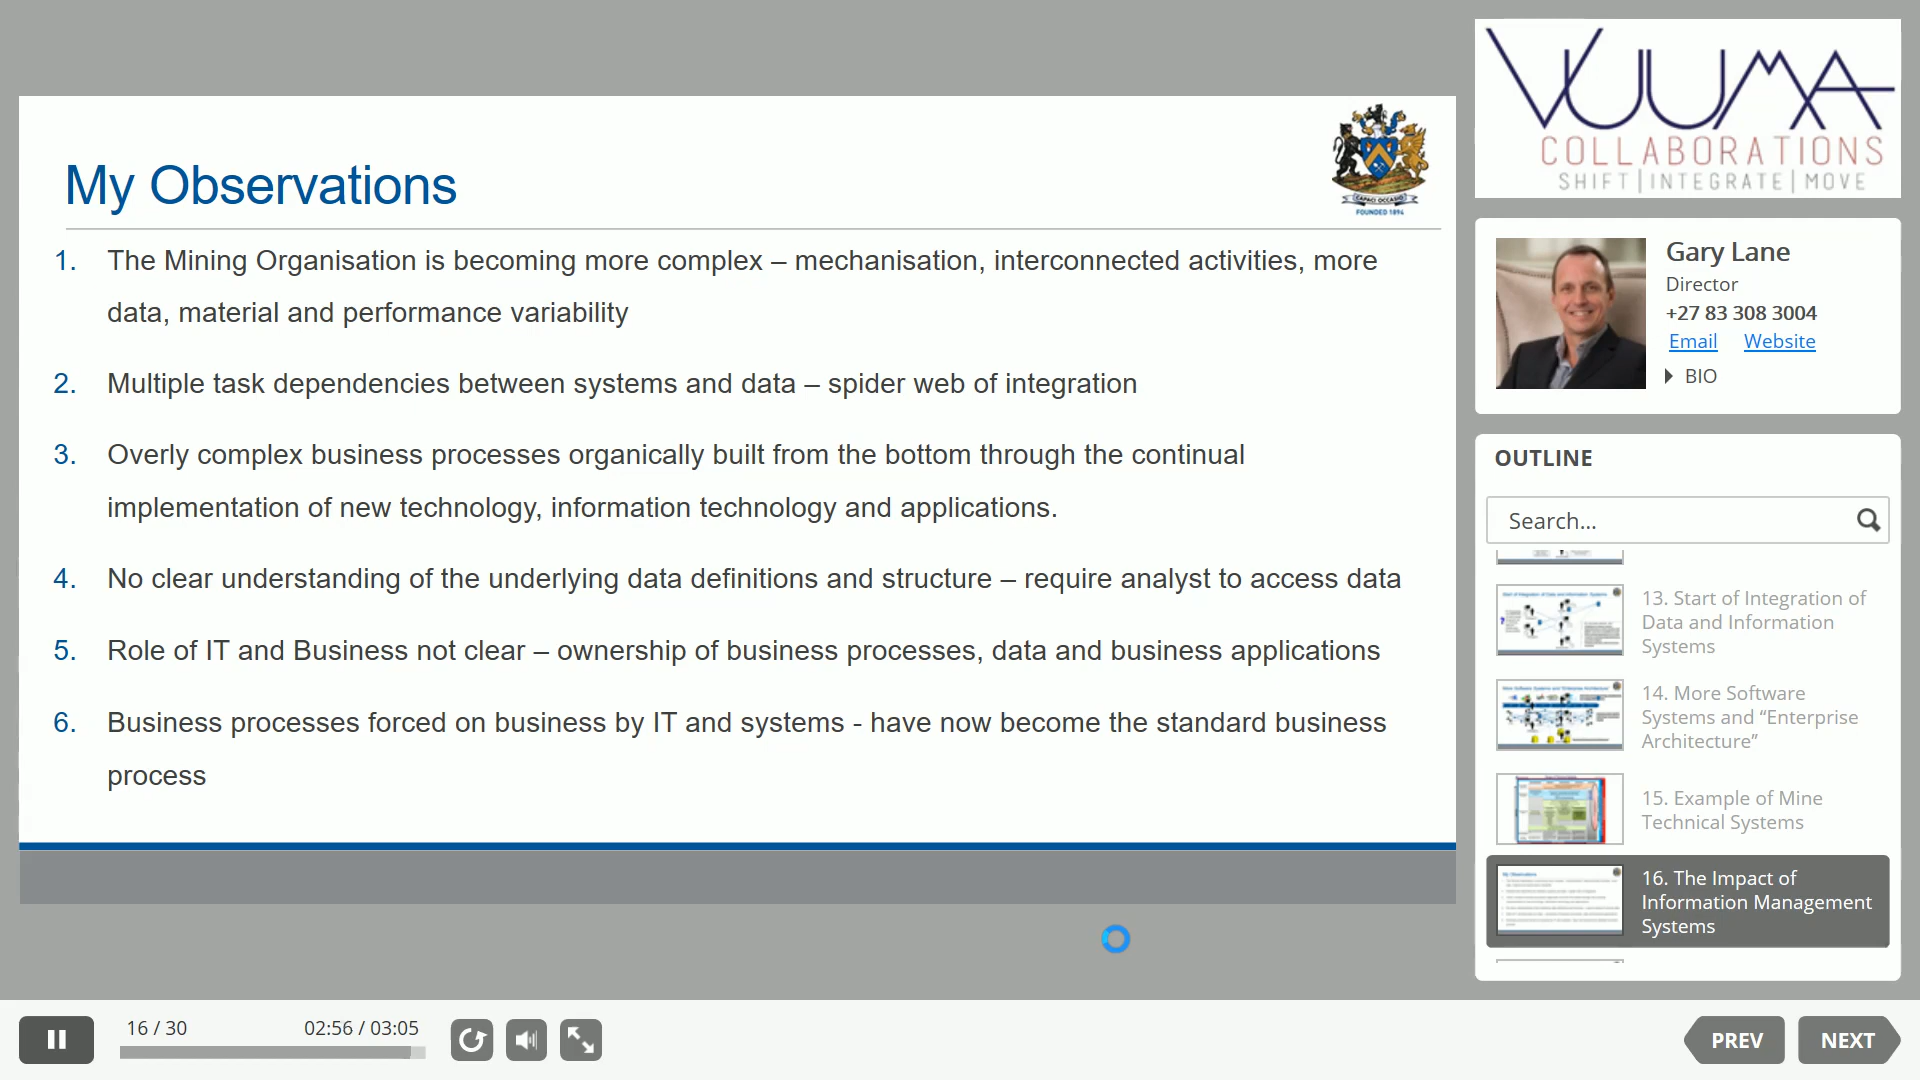 My Observations
CAPACI OCCASIO
FOUNDED 1894
1. The Mining Organisation is becoming more complex – mechanisation, interconnected activities, more
data, material and performance variability
2. Multiple task dependencies between systems and data – spider web of integration
3. Overly complex business processes organically built from the bottom through the continual
implementation of new technology, information technology and applications.
4. No clear understanding of the underlying data definitions and structure – require analyst to access data
5. Role of IT and Business not clear – ownership of business processes, data and business applications
6. Business processes forced on business by IT and systems - have now become the standard business
process
VUUMA
COLLABORATIONS
SHIFT|INTEGRATE|MOVE
Gary Lane
Director
+27 83 308 3004
Email Website
BIO
OUTLINE
Search...
13. Start of Integration of
Data and Information
Systems
14. More Software
Systems and “Enterprise
Architecture”
15. Example of Mine
Technical Systems
16. The Impact of
Information Management
Systems
16 / 30 02:56 / 03:05
PREV NEXT